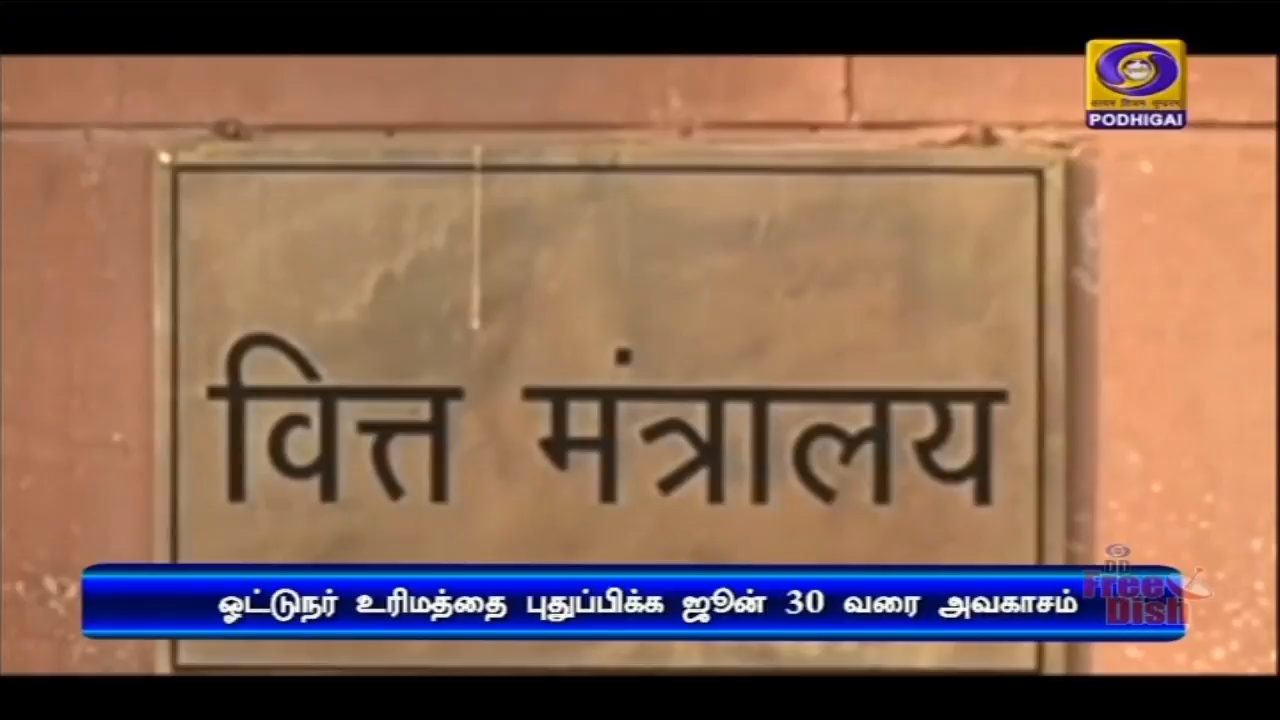 PODHIGAI
वित्त मंत्रालय
ஓட்டுநர் உரிமத்தை புதுப்பிக்க ஜூன் 30 வரை அவகாசம்
DD
Free
Dish